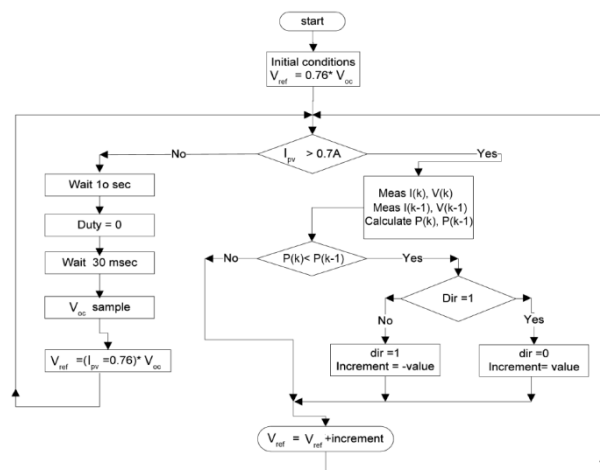 start
Initial conditions
Vref = 0.76* Voc
Ipv > 0.7A
No
Yes
Wait 1o sec
Duty = 0
Wait 30 msec
Voc sample
Vref =(Ipv =0.76)* Voc
Meas I(k), V(k)
Meas I(k-1), V(k-1)
Calculate P(k), P(k-1)
P(k)< P(k-1)
No
Yes
Dir =1
No
Yes
dir =1
Increment = -value
dir =0
Increment= value
Vref = Vref +increment